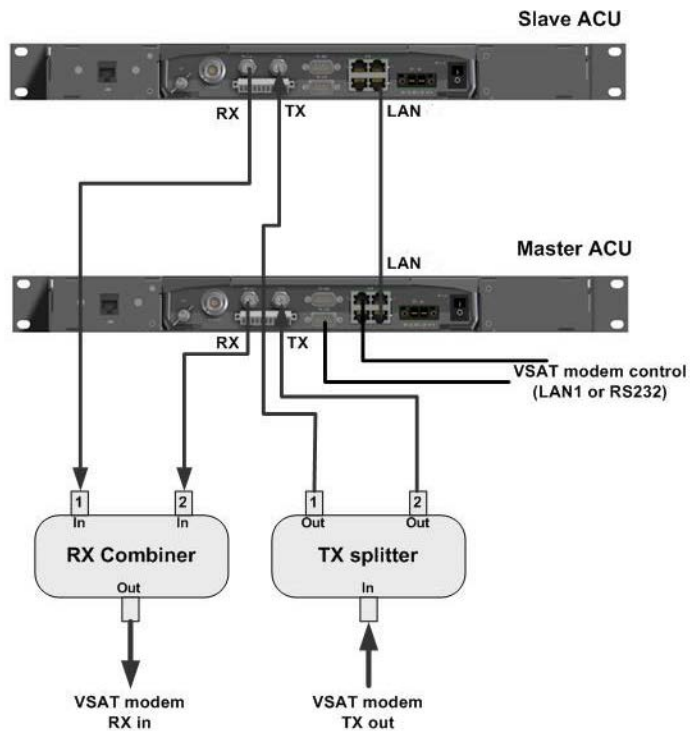 Slave ACU
RX
TX
LAN
LAN
Master ACU
RX
TX
VSAT modem control
(LAN1 or RS232)
1
In
2
In
1
Out
2
Out
RX Combiner
TX splitter
Out
In
VSAT modem
RX in
VSAT modem
TX out